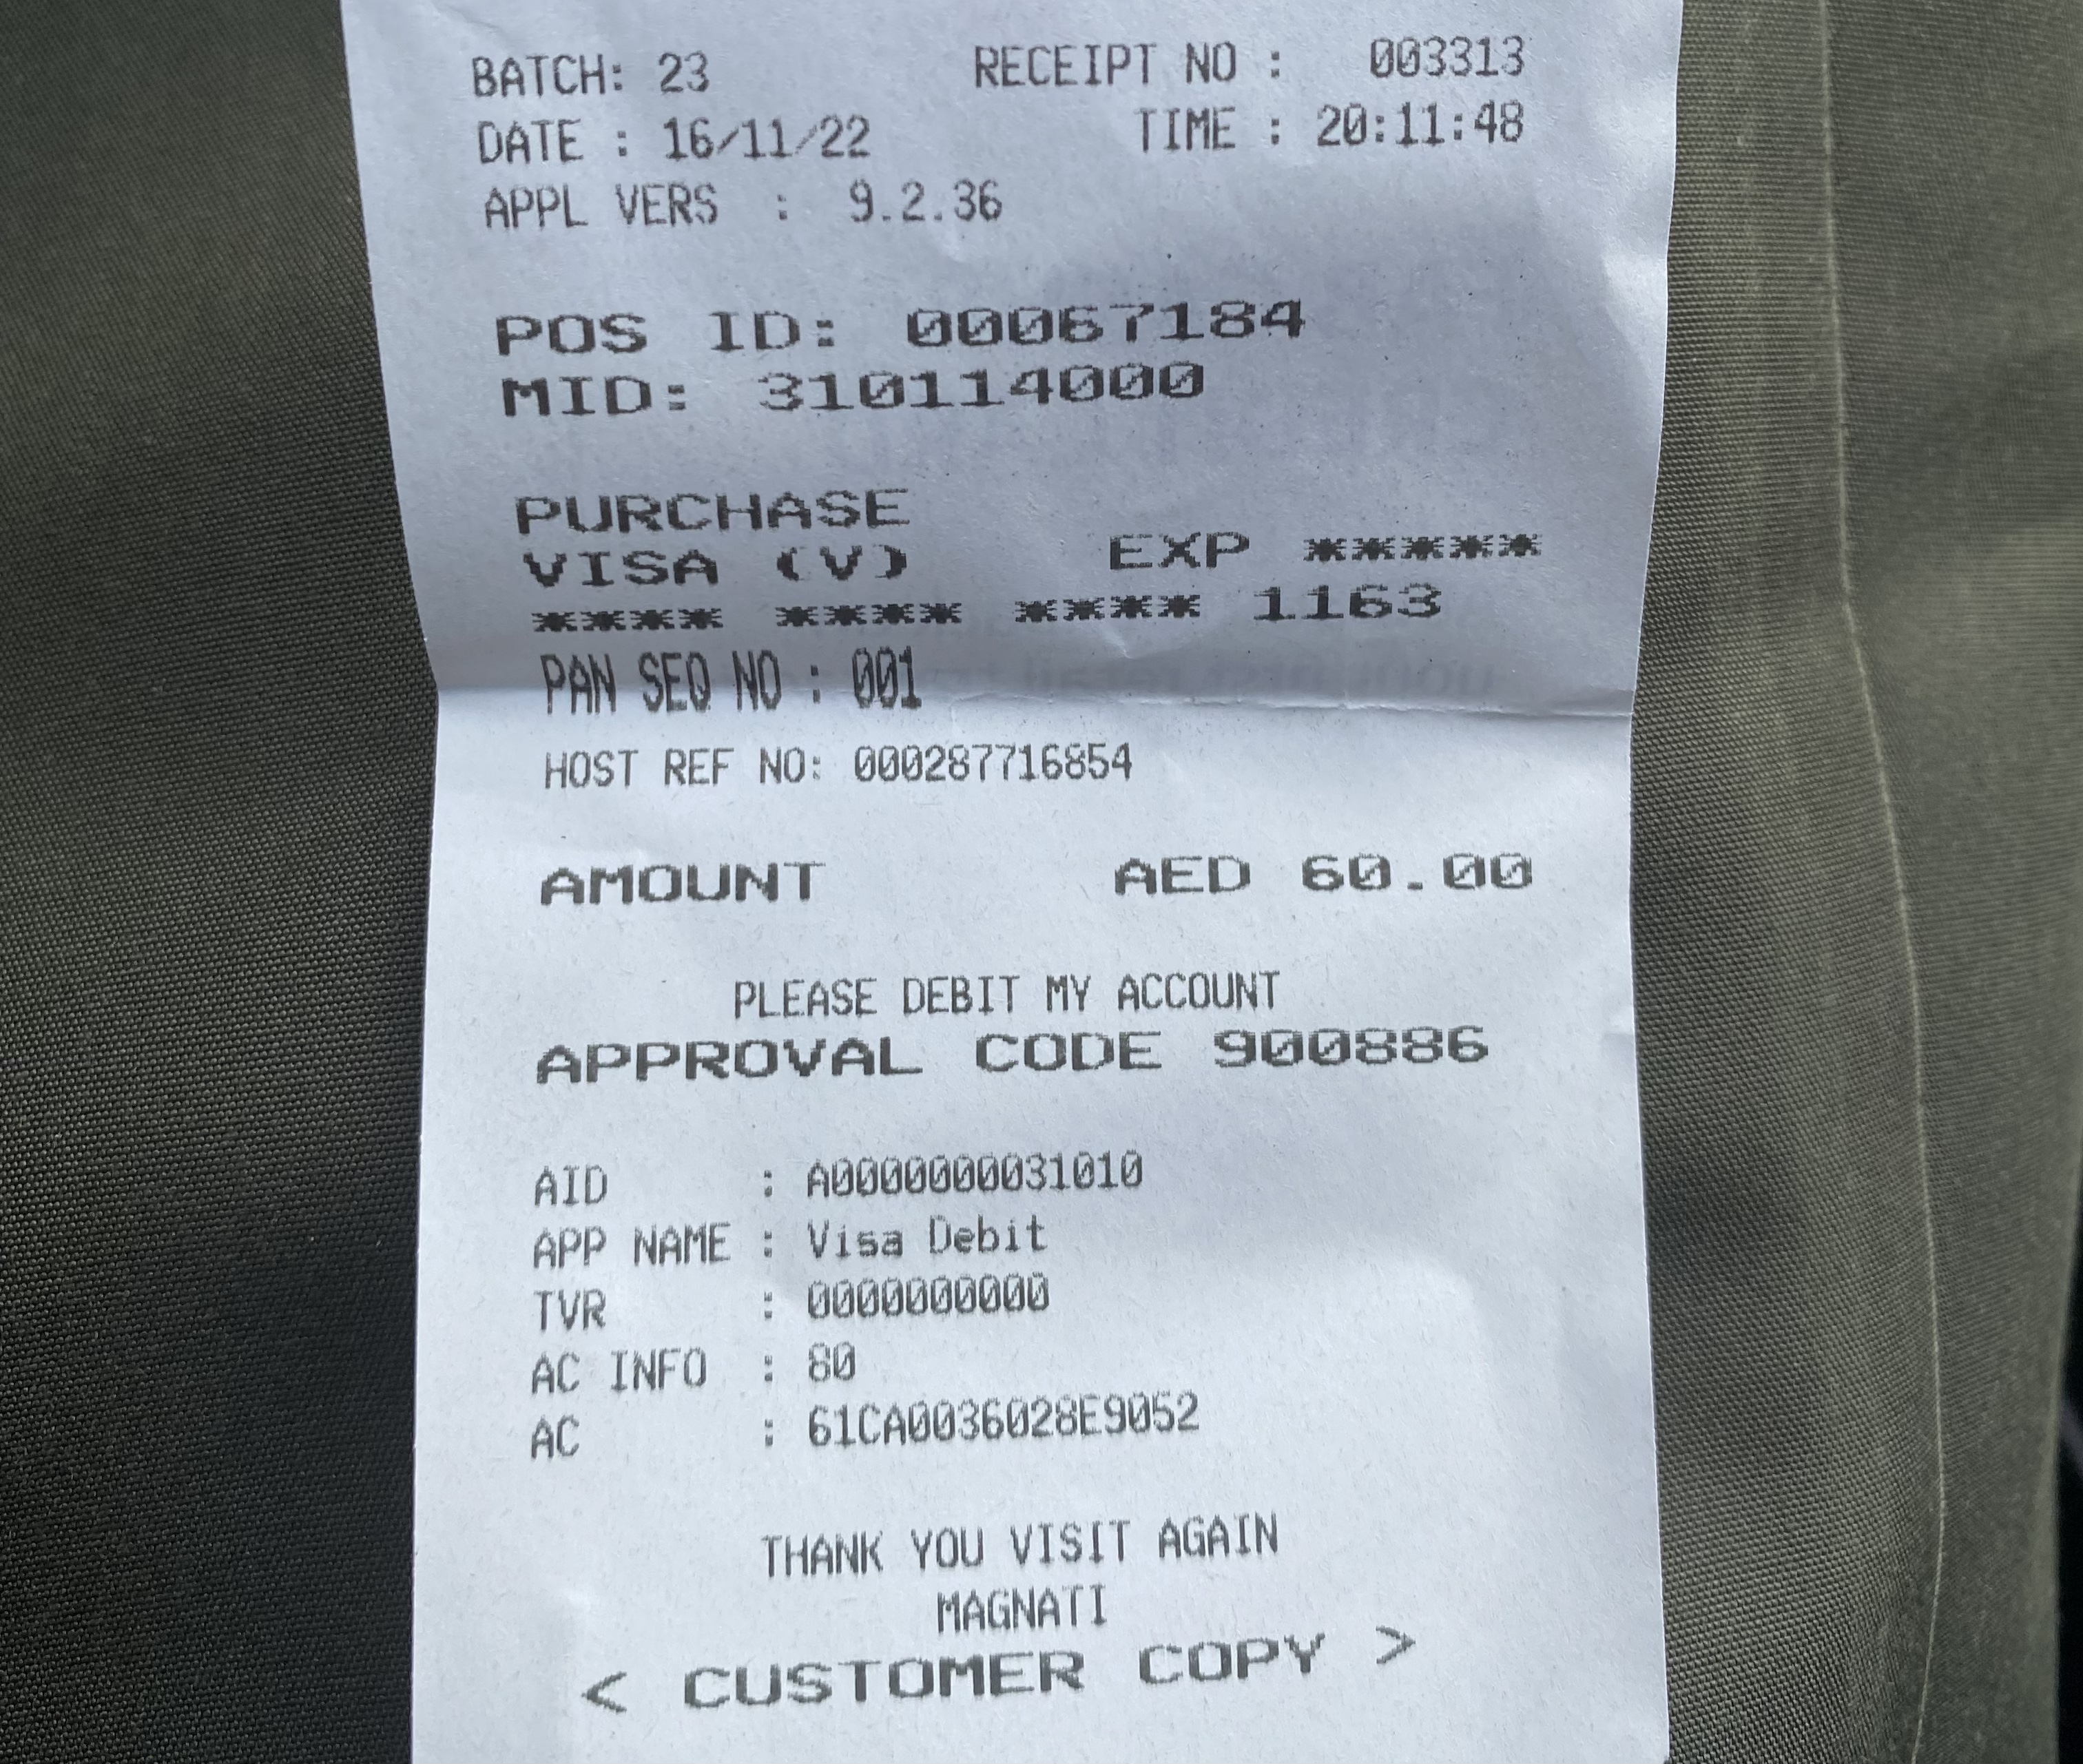 BATCH: 23 RECEIPT NO : 003313
DATE : 16/11/22 TIME : 20:11:48
APPL VERS : 9.2.36
POS ID: 00067184
MID: 310114000
PURCHASE
VISA (V) EXP *****
**** **** **** 1163
PAN SEQ NO : 001
HOST REF NO: 000287716854
AMOUNT AED 60.00
PLEASE DEBIT MY ACCOUNT
APPROVAL CODE 900886
AID : A0000000031010
APP NAME : Visa Debit
TVR : 0000000000
AC INFO : 80
AC : 61CA0036028E9052
THANK YOU VISIT AGAIN
MAGNATI
< CUSTOMER COPY >